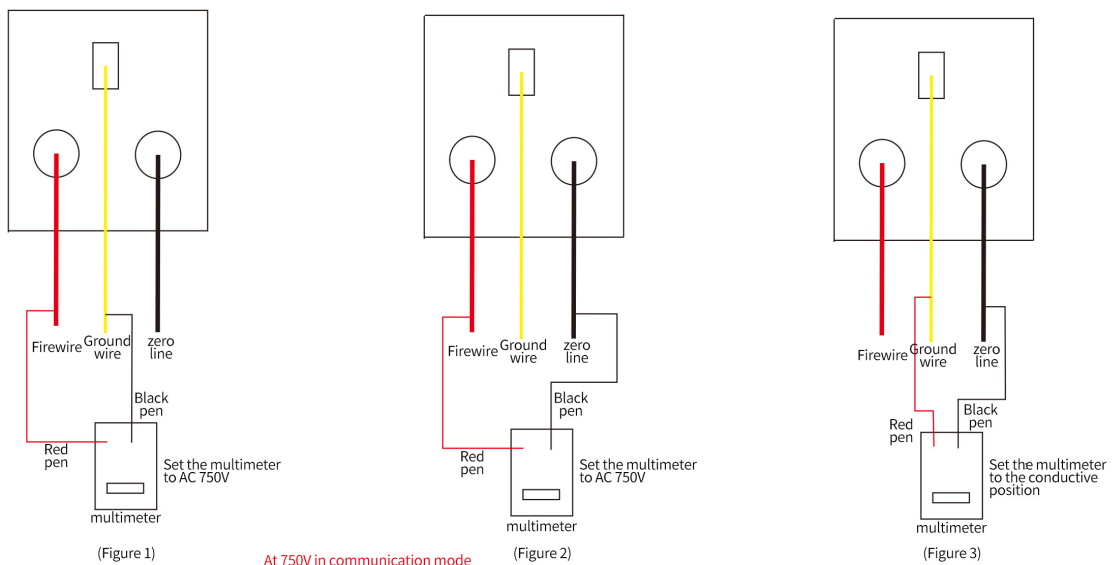 Firewire
Ground
wire
zero
line
Black
pen
Red
pen
Set the multimeter
to AC 750V
multimeter
(Figure 1)
Firewire
Ground
wire
zero
line
Black
pen
Red
pen
Set the multimeter
to AC 750V
multimeter
(Figure 2)
Firewire
Ground
wire
zero
line
Black
pen
Red
pen
Set the multimeter
to the conductive
position
multimeter
(Figure 3)
At 750V in communication mode